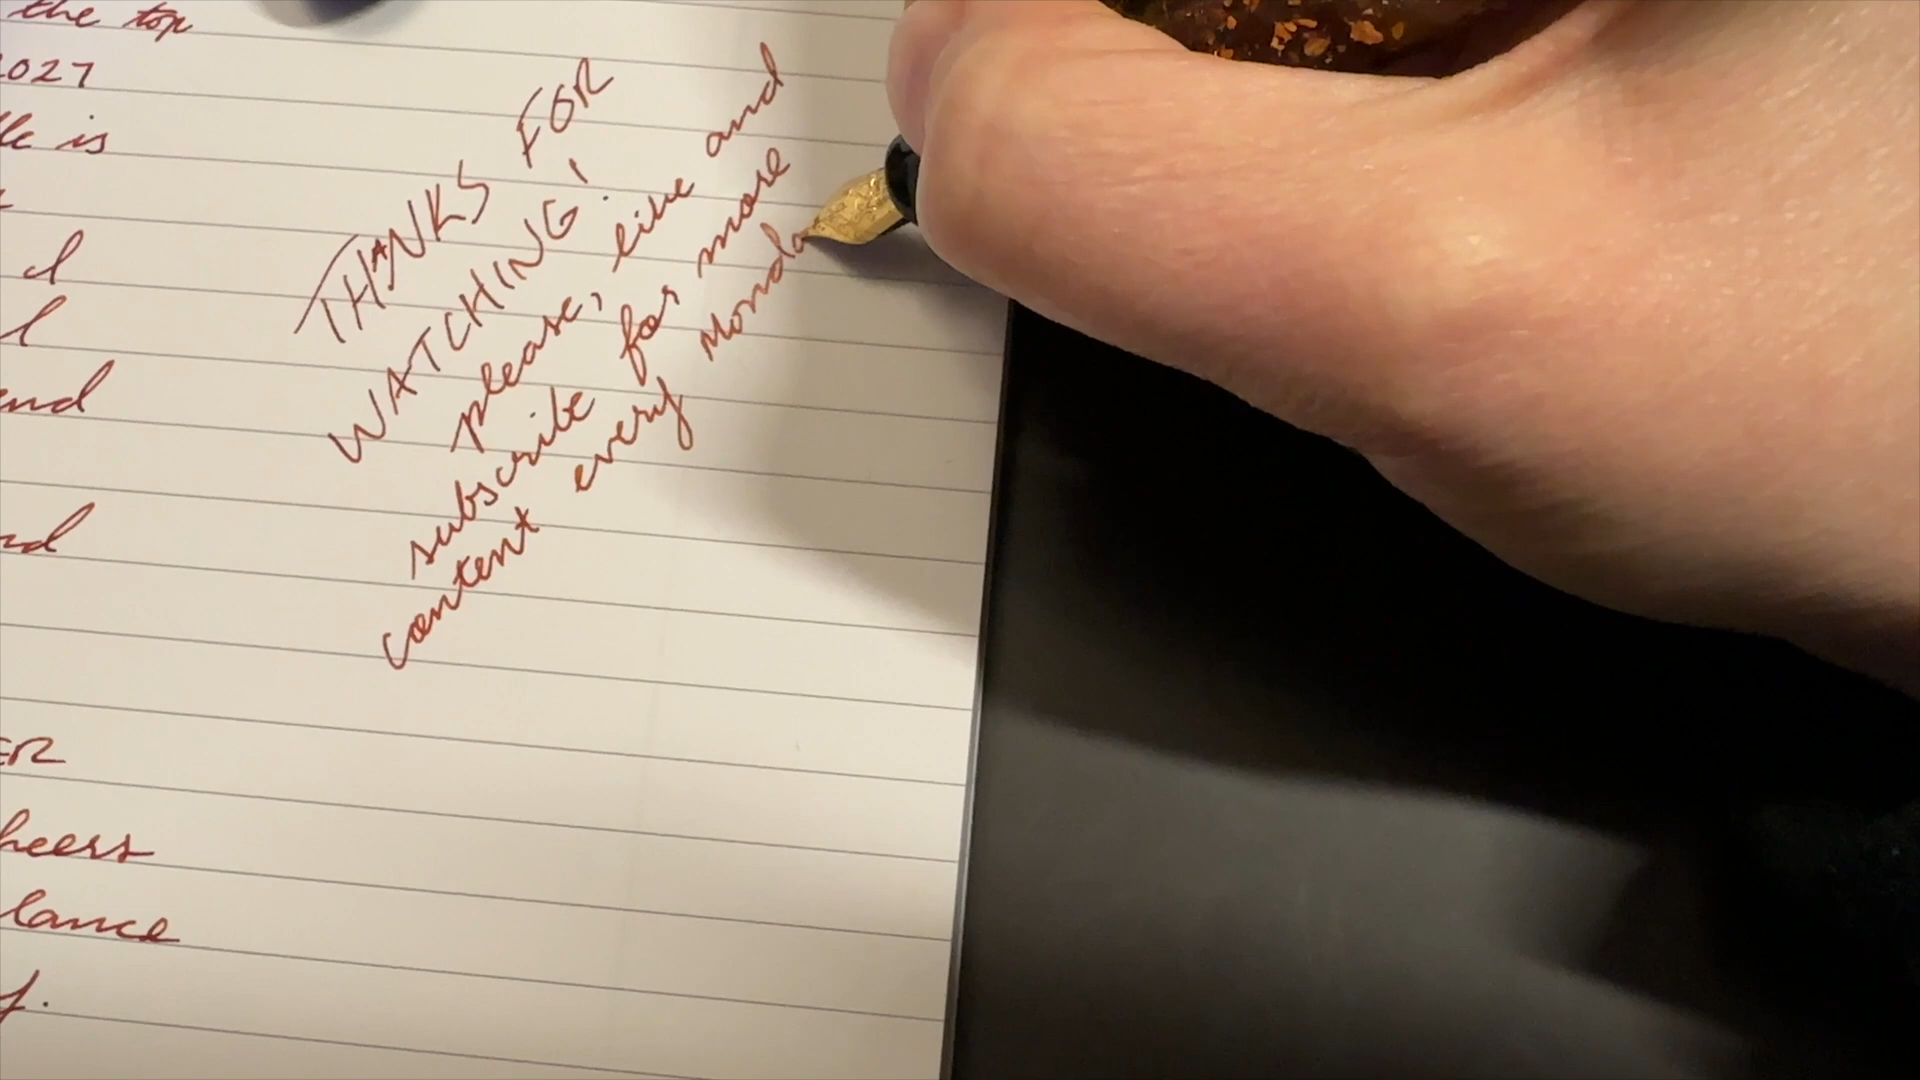 the top
2027
is
d
l
end
nd
ER
heers
lance
f.
THANKS FOR
WATCHING!
please, like and
subscribe for more
content every Monda